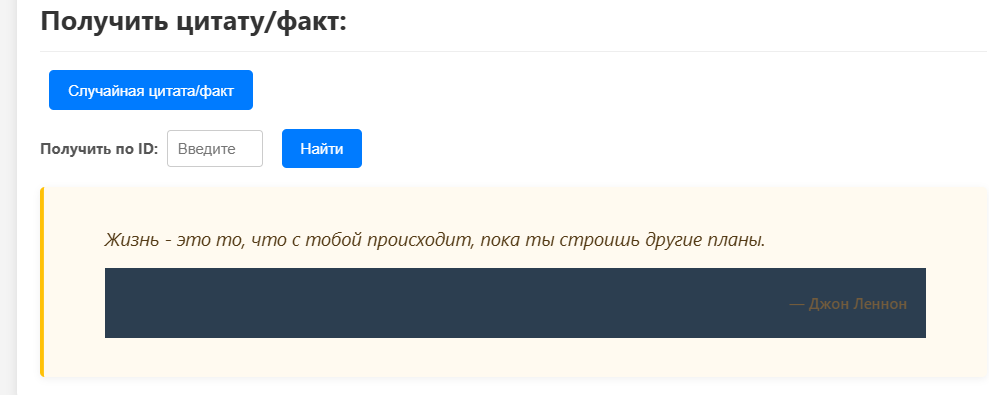 Получить цитату/факт:
Случайная цитата/факт
Получить по ID: Введите Найти
Жизнь - это то, что с тобой происходит, пока ты строишь другие планы.
— Джон Леннон